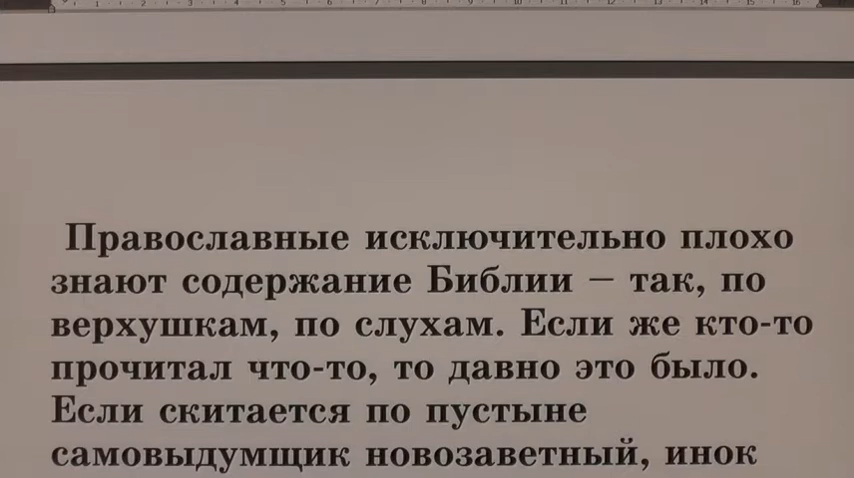 Православные исключительно плохо
знают содержание Библии – так, по
верхушкам, по слухам. Если же кто-то
прочитал что-то, то давно это было.
Если скитается по пустыне
самовыдумщик новозаветный, инок